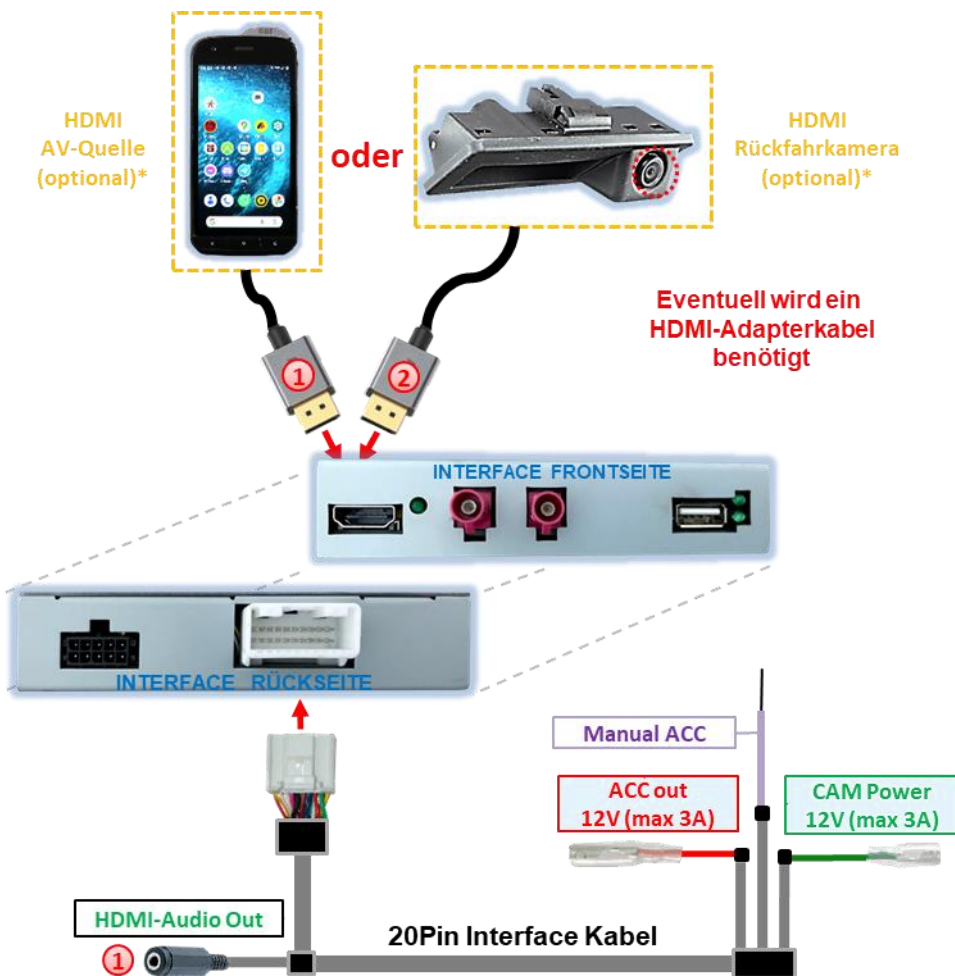 HDMI
AV-Quelle
(optional)*
oder
HDMI
Rückfahrkamera
(optional)*
Eventuell wird ein
HDMI-Adapterkabel
benötigt
1
2
INTERFACE FRONTSEITE
INTERFACE RÜCKSEITE
Manual ACC
ACC out
12V (max 3A)
CAM Power
12V (max 3A)
HDMI-Audio Out
20Pin Interface Kabel
1